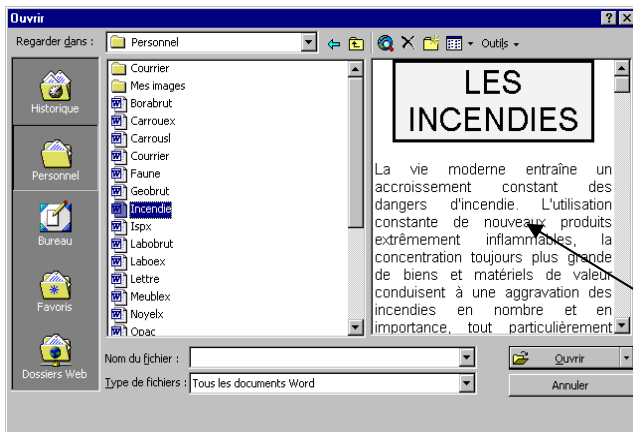 Ouvrir
Regarder dans :
Personnel
Outils
Historique
Personnel
Bureau
Favoris
Dossiers Web
Courrier
Mes images
Borabrut
Carrouex
Carrousl
Courrier
Faune
Geobrut
Incendie
Ispx
Labobrut
Laboex
Lettre
Meublex
Noyelx
Opac
LES
INCENDIES
La vie moderne entraîne un
accroissement constant des
dangers d'incendie. L'utilisation
constante de nouveaux produits
extrêmement inflammables, la
concentration toujours plus grande
de biens et matériels de valeur
conduisent à une aggravation des
incendies en nombre et en
importance, tout particulièrement
Nom du fichier :
Ouvrir
Type de fichiers : Tous les documents Word
Annuler